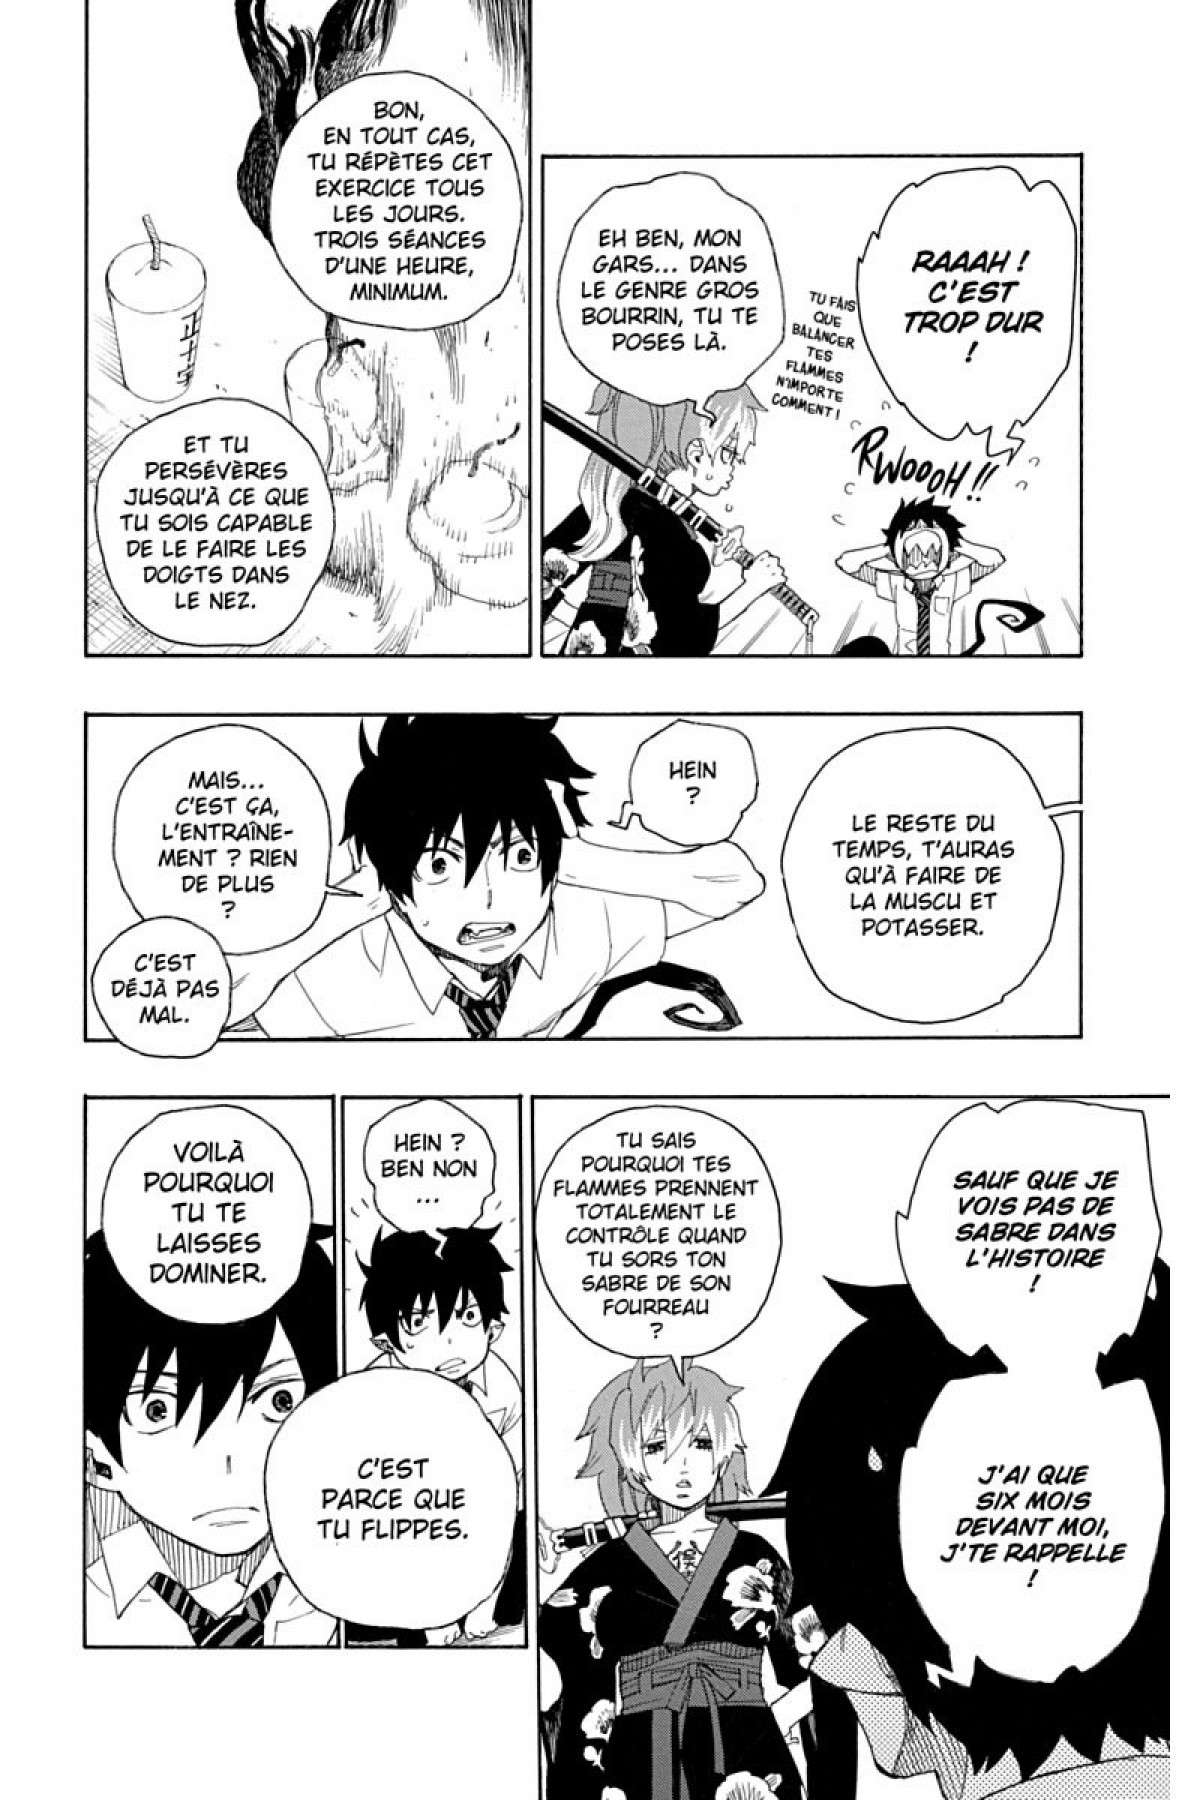 RAAAH !
C'EST
TROP DUR
!
RWOOOH !!
EH BEN, MON
GARS... DANS
LE GENRE GROS
BOURRIN, TU TE
POSES LÀ.
TU FAIS
QUE
BALANCER
TES
FLAMMES
N'IMPORTE
COMMENT !
BON,
EN TOUT CAS,
TU RÉPÈTES CET
EXERCICE TOUS
LES JOURS.
TROIS SÉANCES
D'UNE HEURE,
MINIMUM.
ET TU
PERSÉVÈRES
JUSQU'À CE QUE
TU SOIS CAPABLE
DE LE FAIRE LES
DOIGTS DANS
LE NEZ.
LE RESTE DU
TEMPS, T'AURAS
QU'À FAIRE DE
LA MUSCU ET
POTASSER.
HEIN
?
MAIS...
C'EST ÇA,
L'ENTRAÎNE-
MENT ? RIEN
DE PLUS
?
C'EST
DÉJÀ PAS
MAL.
SAUF QUE JE
VOIS PAS DE
SABRE DANS
L'HISTOIRE
!
J'AI QUE
SIX MOIS
DEVANT MOI,
J'TE RAPPELLE
!
TU SAIS
POURQUOI TES
FLAMMES PRENNENT
TOTALEMENT LE
CONTRÔLE QUAND
TU SORS TON
SABRE DE SON
FOURREAU
?
HEIN ?
BEN NON
...
C'EST
PARCE QUE
TU FLIPPES.
VOILÀ
POURQUOI
TU TE
LAISSES
DOMINER.